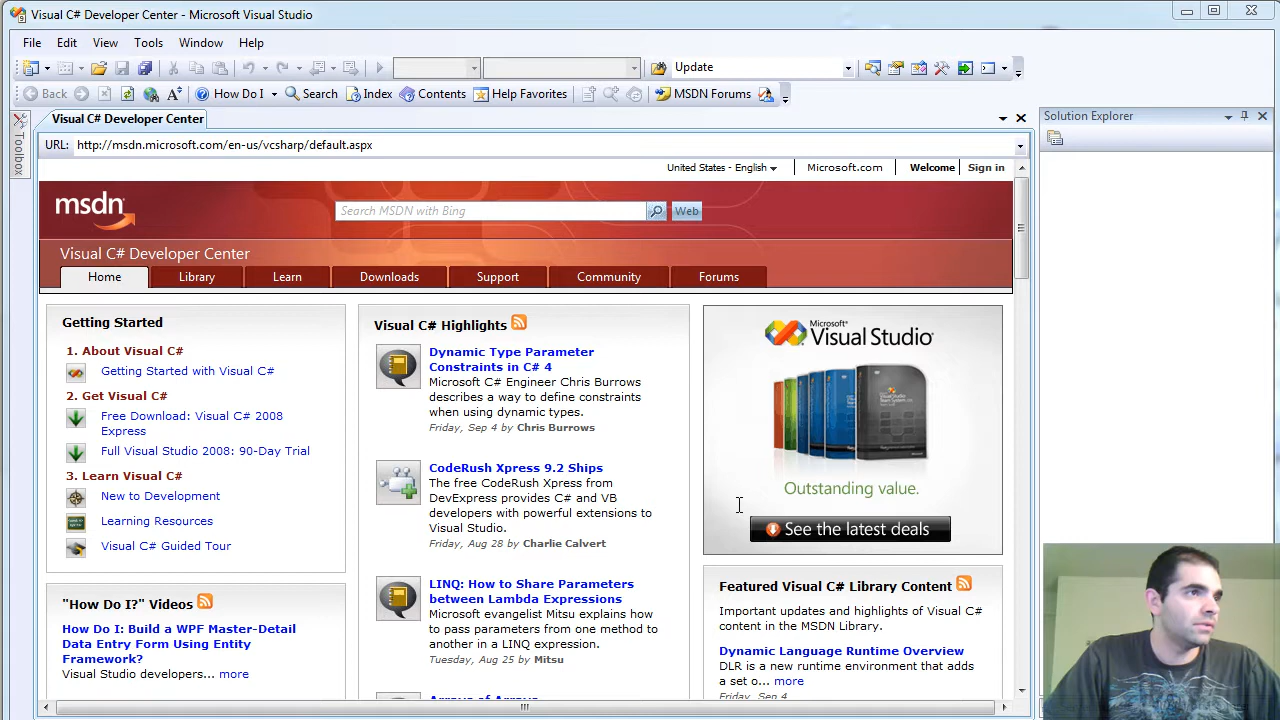 Visual C# Developer Center - Microsoft Visual Studio
File Edit View Tools Window Help
Update
Back How Do I Search Index Contents Help Favorites MSDN Forums
Toolbox
Visual C# Developer Center
Solution Explorer
URL: http://msdn.microsoft.com/en-us/vcsharp/default.aspx
United States - English Microsoft.com Welcome Sign in
msdn
Search MSDN with Bing
Web
Visual C# Developer Center
Home Library Learn Downloads Support Community Forums
Getting Started
1. About Visual C#
Getting Started with Visual C#
2. Get Visual C#
Free Download: Visual C# 2008
Express
Full Visual Studio 2008: 90-Day Trial
3. Learn Visual C#
New to Development
Learning Resources
Visual C# Guided Tour
"How Do I?" Videos
How Do I: Build a WPF Master-Detail
Data Entry Form Using Entity
Framework?
Visual Studio developers... more
Visual C# Highlights
Dynamic Type Parameter
Constraints in C# 4
Microsoft C# Engineer Chris Burrows
describes a way to define constraints
when using dynamic types.
Friday, Sep 4 by Chris Burrows
CodeRush Xpress 9.2 Ships
The free CodeRush Xpress from
DevExpress provides C# and VB
developers with powerful extensions to
Visual Studio.
Friday, Aug 28 by Charlie Calvert
LINQ: How to Share Parameters
between Lambda Expressions
Microsoft evangelist Mitsu explains how
to pass parameters from one method to
another in a LINQ expression.
Tuesday, Aug 25 by Mitsu
Arrays of Arrays
Microsoft®
Visual Studio
Outstanding value.
See the latest deals
Featured Visual C# Library Content
Important updates and highlights of Visual C#
content in the MSDN Library.
Dynamic Language Runtime Overview
DLR is a new runtime environment that adds
a set o... more
Friday, Sep 4